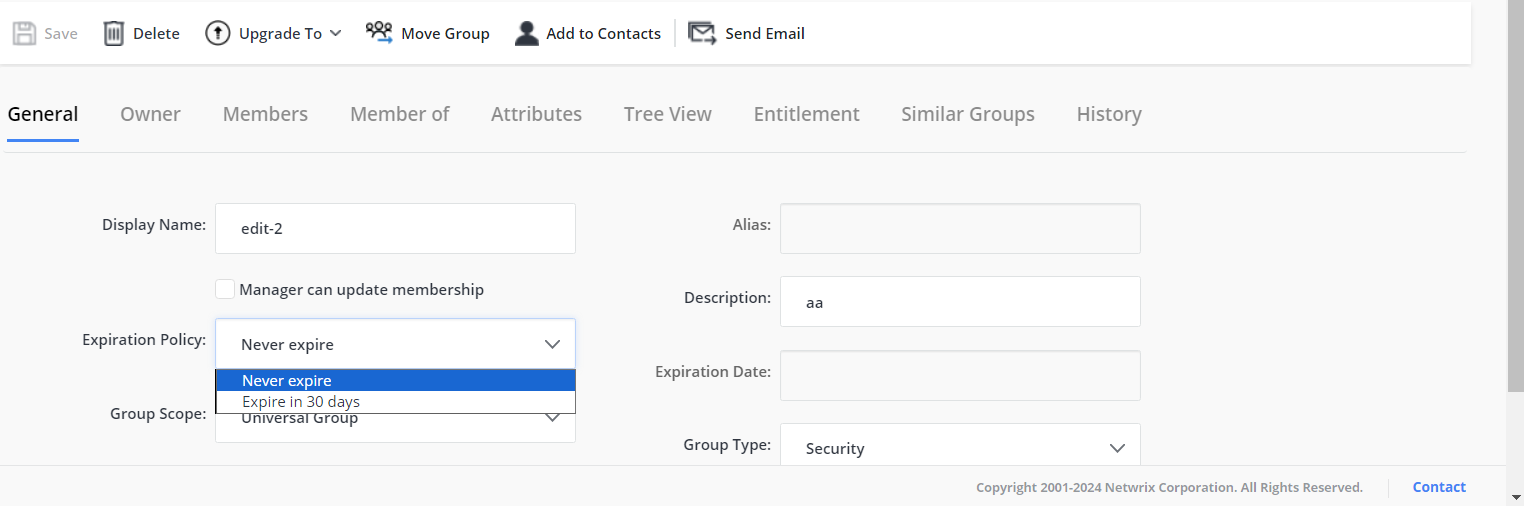 Save Delete Upgrade To Move Group Add to Contacts Send Email
General Owner Members Member of Attributes Tree View Entitlement Similar Groups History
Display Name: edit-2
Alias:
Manager can update membership
Description: aa
Expiration Policy: Never expire
Never expire
Expire in 30 days
Expiration Date:
Group Scope: Universal Group
Group Type: Security
Copyright 2001-2024 Netwrix Corporation. All Rights Reserved. Contact